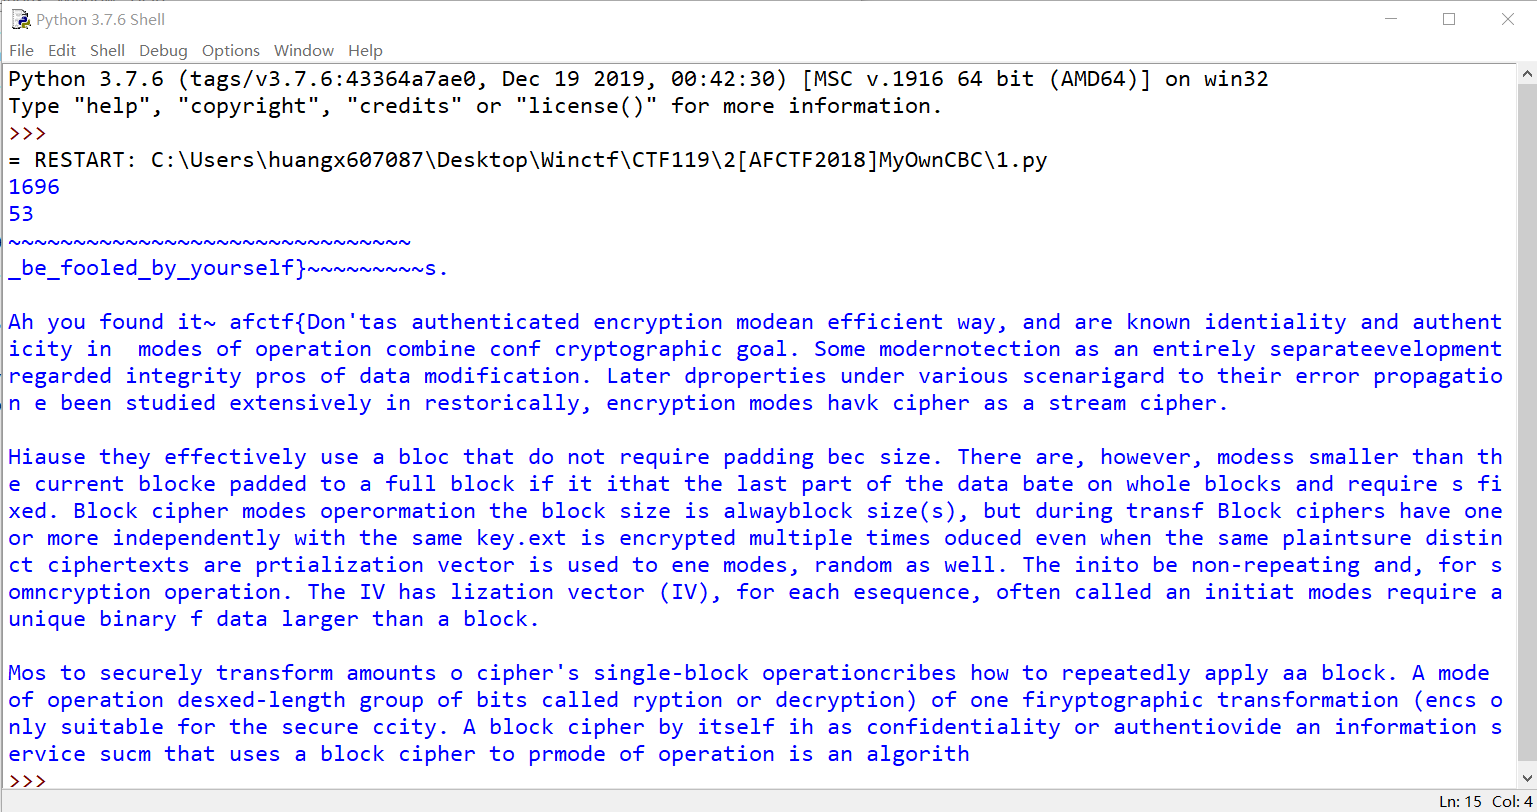 Python 3.7.6 Shell
File Edit Shell Debug Options Window Help
Python 3.7.6 (tags/v3.7.6:43364a7ae0, Dec 19 2019, 00:42:30) [MSC v.1916 64 bit (AMD64)] on win32
Type "help", "copyright", "credits" or "license()" for more information.
>>>
= RESTART: C:\Users\huangx607087\Desktop\Winctf\CTF119\2[AFCTF2018]MyOwnCBC\1.py
1696
53
~~~~~~~~~~~~~~~~~~~~~~~~~~~~~~~
_be_fooled_by_yourself}~~~~~~~~~s.
Ah you found it~ afctf{Don'tas authenticated encryption modean efficient way, and are known identiality and authent
icity in  modes of operation combine conf cryptographic goal. Some modernotection as an entirely separateevelopment
regarded integrity pros of data modification. Later dproperties under various scenarigard to their error propagatio
n e been studied extensively in restorically, encryption modes havk cipher as a stream cipher.
Hiause they effectively use a bloc that do not require padding bec size. There are, however, modess smaller than th
e current blocke padded to a full block if it ithat the last part of the data bate on whole blocks and require s fi
xed. Block cipher modes operormation the block size is alwayblock size(s), but during transf Block ciphers have one
or more independently with the same key.ext is encrypted multiple times oduced even when the same plaintsure distin
ct ciphertexts are prtialization vector is used to ene modes, random as well. The inito be non-repeating and, for s
omncryption operation. The IV has lization vector (IV), for each esequence, often called an initiat modes require a
unique binary f data larger than a block.
Mos to securely transform amounts o cipher's single-block operationcribes how to repeatedly apply aa block. A mode
of operation desxed-length group of bits called ryption or decryption) of one firyptographic transformation (encs o
nly suitable for the secure ccity. A block cipher by itself ih as confidentiality or authentiovide an information s
ervice sucm that uses a block cipher to prmode of operation is an algorith
>>>
Ln: 15 Col: 4